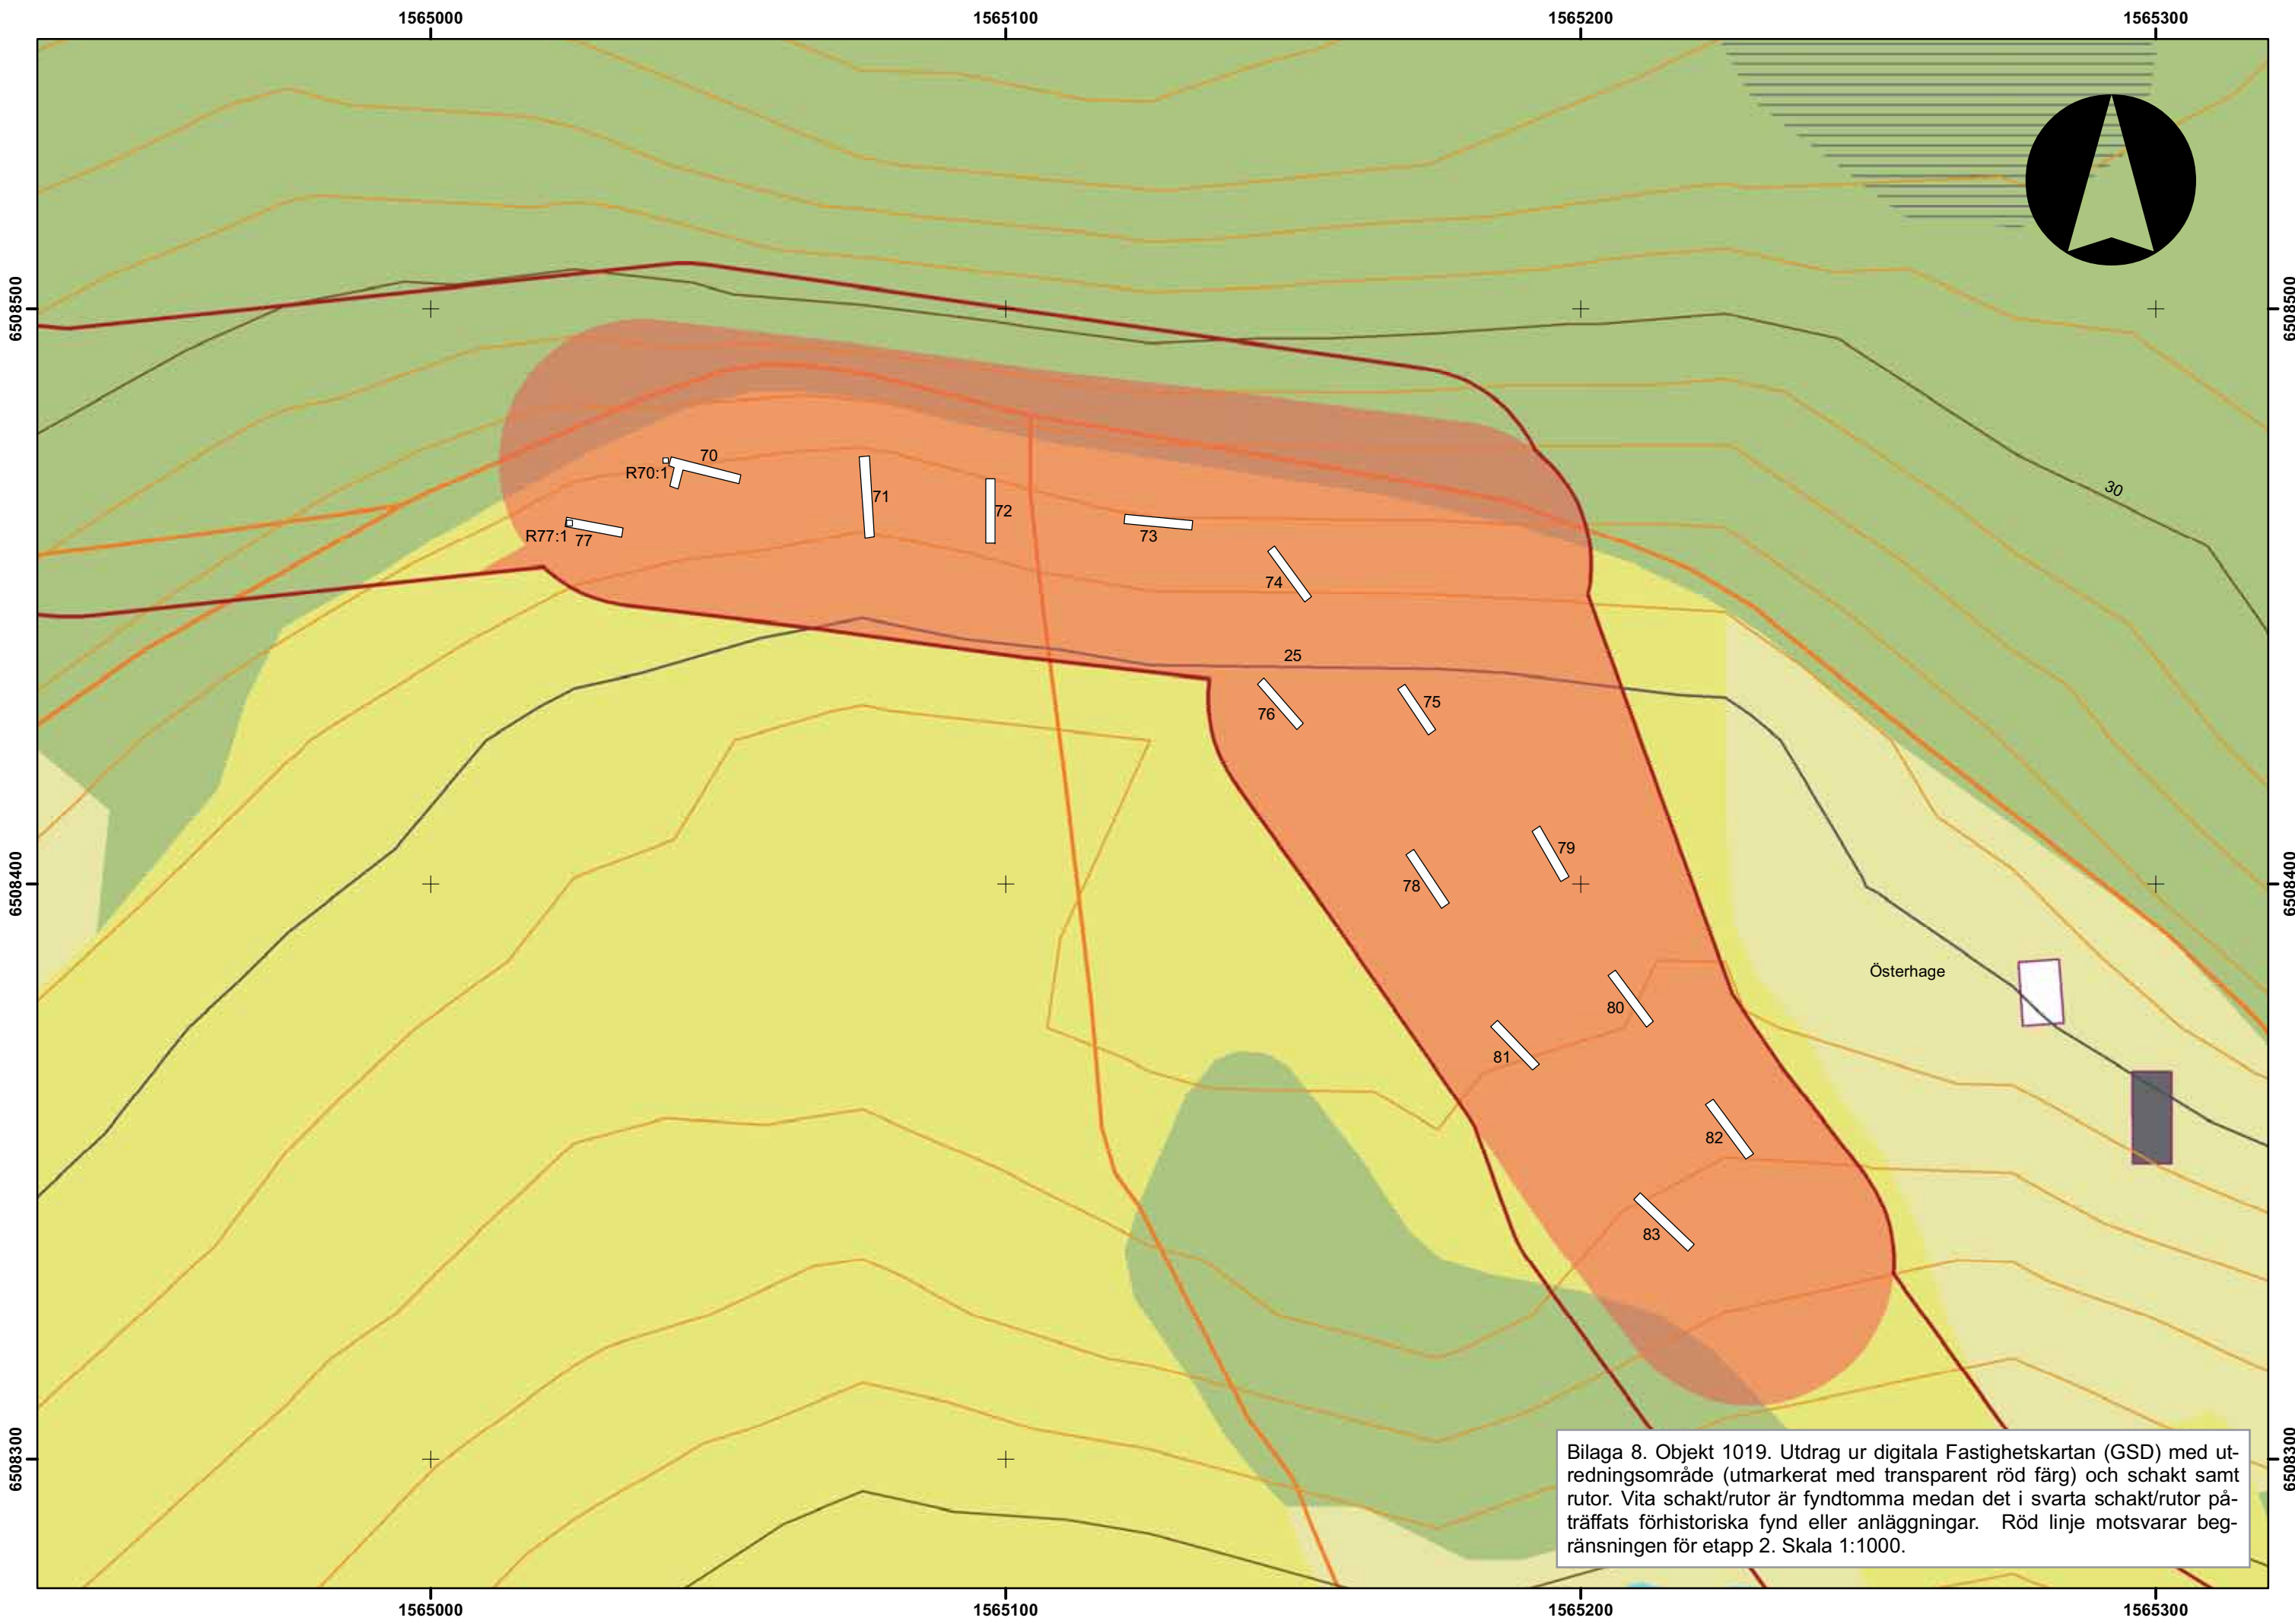 1565000 1565100 1565200 1565300
6508500 6508500
30
70
R70:1
71
72
73
R77:1 77
74
25
76
75
79
78
6508400 6508400
Österhage
80
81
82
83
6508300 6508300
Bilaga 8. Objekt 1019. Utdrag ur digitala Fastighetskartan (GSD) med ut-
redningsområde (utmarkerat med transparent röd färg) och schakt samt
rutor. Vita schakt/rutor är fyndtomma medan det i svarta schakt/rutor på-
träffats förhistoriska fynd eller anläggningar. Röd linje motsvarar beg-
ränsningen för etapp 2. Skala 1:1000.
1565000 1565100 1565200 1565300